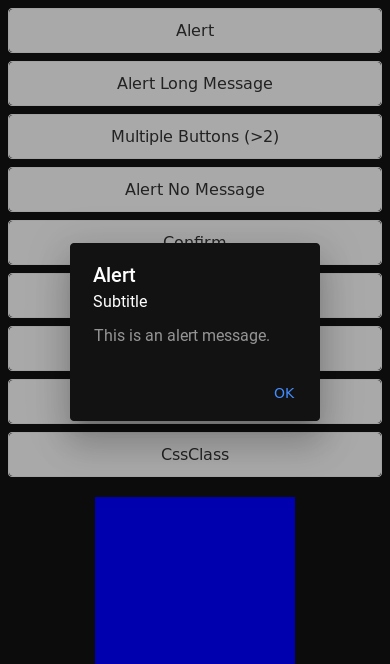 Alert
Alert Long Message
Multiple Buttons (>2)
Alert No Message
Confirm
Alert
Subtitle
This is an alert message.
OK
CssClass